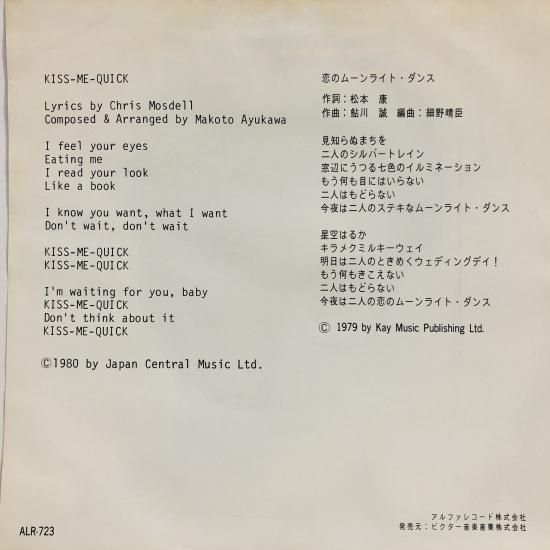 KISS-ME-QUICK
Lyrics by Chris Mosdell
Composed & Arranged by Makoto Ayukawa
I feel your eyes
Eating me
I read your look
Like a book
I know you want, what I want
Don't wait, don't wait
KISS-ME-QUICK
KISS-ME-QUICK
I'm waiting for you, baby
KISS-ME-QUICK
Don't think about it
KISS-ME-QUICK
©1980 by Japan Central Music Ltd.
恋のムーンライト・ダンス
作詞：松本 康
作曲：鮎川 誠 編曲：細野晴臣
見知らぬまちを
二人のシルバートレイン
窓辺にうつる七色のイルミネーション
もう何も目にはいらない
二人はもどらない
今夜は二人のステキなムーンライト・ダンス
星空はるか
キラメクミルキーウェイ
明日は二人のときめくウェディングデイ！
もう何もきこえない
二人はもどらない
今夜は二人の恋のムーンライト・ダンス
© 1979 by Kay Music Publishing Ltd.
ALR-723
アルファレコード株式会社
発売元：ビクター音楽産業株式会社